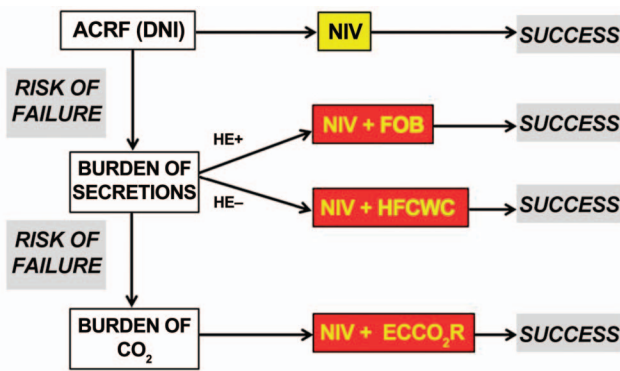 ACRF (DNI)
NIV
SUCCESS
RISK OF
FAILURE
HE+
NIV + FOB
SUCCESS
BURDEN OF
SECRETIONS
HE–
NIV + HFCWC
SUCCESS
RISK OF
FAILURE
BURDEN OF
CO₂
NIV + ECCO₂R
SUCCESS